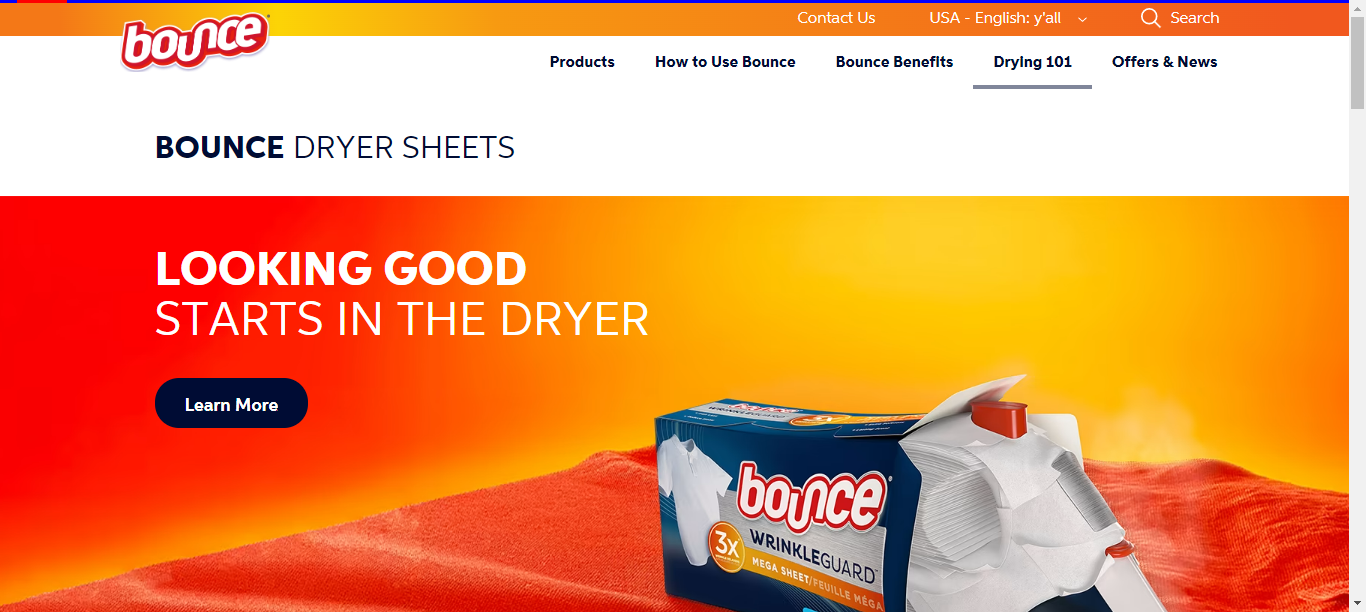 bounce
Contact Us
USA - English: y'all
Search
Products
How to Use Bounce
Bounce Benefits
Drying 101
Offers & News
BOUNCE DRYER SHEETS
LOOKING GOOD
STARTS IN THE DRYER
Learn More
WRINKLEGUARD
bounce
3X
WRINKLEGUARD
MEGA SHEET/FEUILLE MÉGA